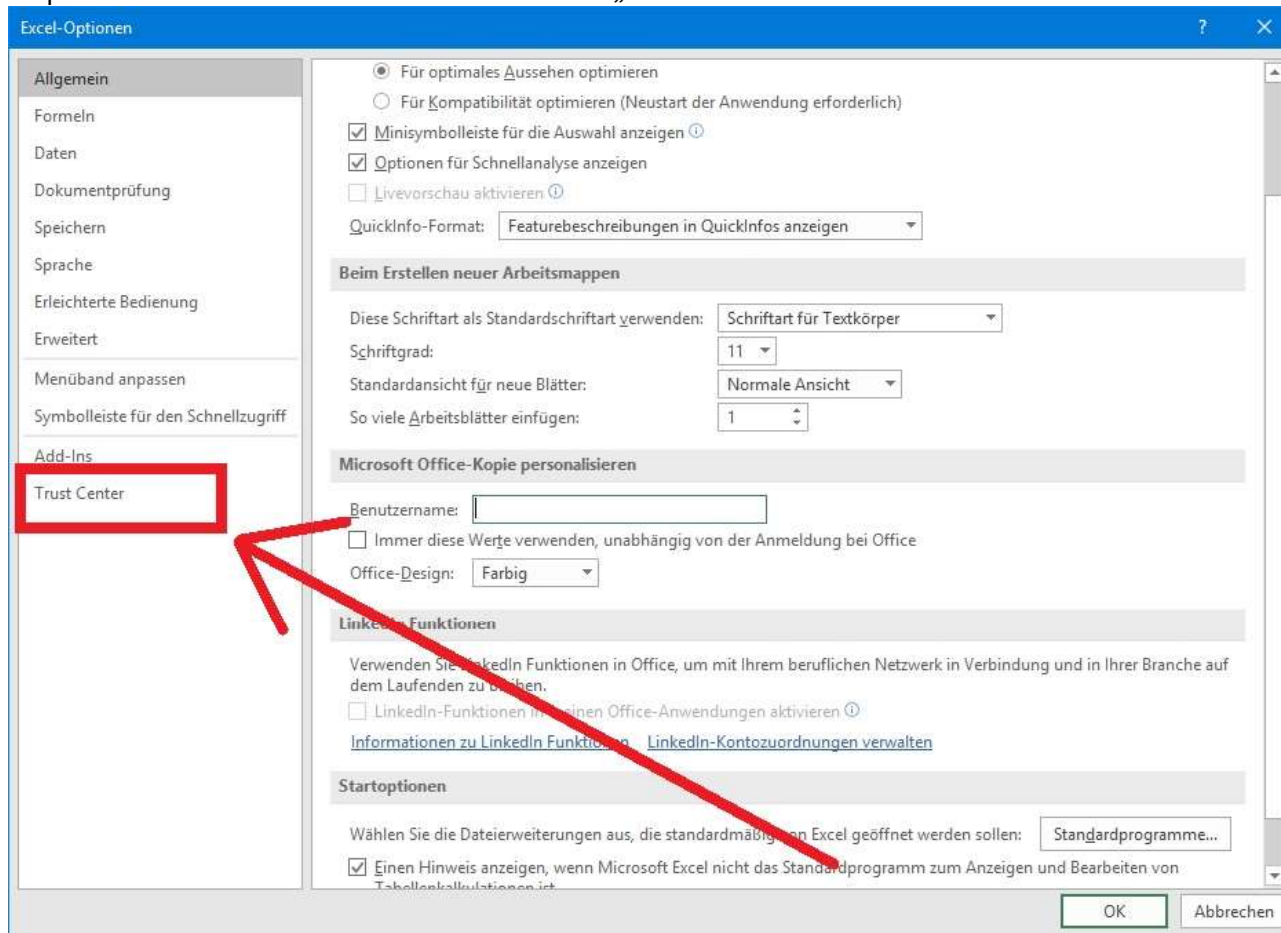 „
Excel-Optionen
?
Allgemein
Formeln
Daten
Dokumentprüfung
Speichern
Sprache
Erleichterte Bedienung
Erweitert
Menüband anpassen
Symbolleiste für den Schnellzugriff
Add-Ins
Trust Center
Für optimales Aussehen optimieren
Für Kompatibilität optimieren (Neustart der Anwendung erforderlich)
Minisymbolleiste für die Auswahl anzeigen
Optionen für Schnellanalyse anzeigen
Livevorschau aktivieren
QuickInfo-Format: Featurebeschreibungen in QuickInfos anzeigen
Beim Erstellen neuer Arbeitsmappen
Diese Schriftart als Standardschriftart verwenden: Schriftart für Textkörper
Schriftgrad: 11
Standardansicht für neue Blätter: Normale Ansicht
So viele Arbeitsblätter einfügen: 1
Microsoft Office-Kopie personalisieren
Benutzername:
Immer diese Werte verwenden, unabhängig von der Anmeldung bei Office
Office-Design: Farbig
LinkedIn Funktionen
Verwenden Sie LinkedIn Funktionen in Office, um mit Ihrem beruflichen Netzwerk in Verbindung und in Ihrer Branche auf
dem Laufenden zu bleiben.
LinkedIn-Funktionen in meinen Office-Anwendungen aktivieren
Informationen zu LinkedIn Funktionen LinkedIn-Kontozuordnungen verwalten
Startoptionen
Wählen Sie die Dateierweiterungen aus, die standardmäßig von Excel geöffnet werden sollen: Standardprogramme...
Einen Hinweis anzeigen, wenn Microsoft Excel nicht das Standardprogramm zum Anzeigen und Bearbeiten von
Tabellenkalkulationen ist
OK Abbrechen